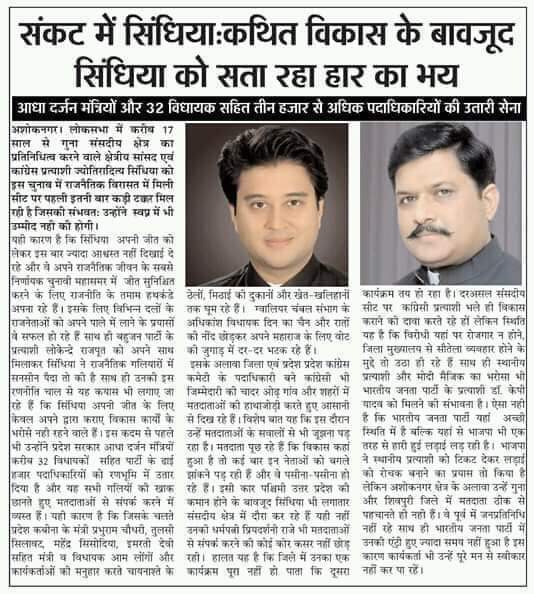 संकट में सिंधियाःकथित विकास के बावजूद
सिंधिया को सता रहा हार का भय
आधा दर्जन मंत्रियों और 32 विधायक सहित तीन हजार से अधिक पदाधिकारियों की उतारी सेना
अशोकनगर। लोकसभा में करीब 17
साल से गुना संसदीय क्षेत्र का
प्रतिनिधित्व करने वाले क्षेत्रीय सांसद एवं
कांग्रेस प्रत्याशी ज्योतिरादित्य सिंधिया को
इस चुनाव में राजनैतिक विरासत में मिली
सीट पर पहली इतनी बार कड़ी टक्कर मिल
रही है जिसकी संभवतः उन्होंने स्वप्न में भी
उम्मीद नही की होगी।
यही कारण है कि सिंधिया अपनी जीत को
लेकर इस बार ज्यादा आश्वस्त नहीं दिखाई दे
रहे और वे अपने राजनैतिक जीवन के सबसे
निर्णायक चुनावी महासमर में जीत सुनिश्चित
करने के लिए राजनीति के तमाम हथकंडे
अपना रहे हैं। इसके लिए विभिन्न दलों के
राजनेताओं को अपने पाले में लाने के प्रयासों
वे सफल हो रहे हैं साथ ही बहुजन पार्टी के
प्रत्याशी लोकेन्द्रे राजपूत को अपने साथ
मिलाकर सिंधिया ने राजनैतिक गलियारों में
सनसीन पैदा तो की है साथ ही उनकी इस
रणनीति चाल से यह कयास भी लगाए जा
रहे हैं कि सिंधिया अपनी जीत के लिए
केवल अपने द्वारा कराए विकास कार्यों के
भरोसे नही रहने वाले हैं। इस कदम से पहले
भी उन्होंने प्रदेश सरकार आधा दर्जन मंत्रीयों
करीब 32 विधायकों सहित पार्टी के ढाई
हजार पदाधिकारियों को रणभूमि में उतार
दिया है और यह सभी गलियों की खाक
छानते हुए मतदाताओं से संपर्क करने में
व्यस्त हैं। यही कारण है कि जिसके चलते
प्रदेश कबीना के मंत्री प्रभुराम चौधरी, तुलसी
सिलावट, महेंद्र सिसोदिया, इमरती देवी
सहित मंत्री व विधायक आम लोंगों और
कार्यकर्ताओं की मनुहार करते चायनाश्ते के
ठेलों, मिठाई की दुकानों और खेत-खलिहानों
तक घूम रहे हैं। ग्वालियर चंबल संभाग के
अधिकांश विधायक दिन का चैन और रातों
की नींद छोड़कर अपने महाराज के लिए वोट
की जुगाड़ में दर-दर भटक रहे हैं।
इसके अलावा जिला एवं प्रदेश प्रदेश कांग्रेस
कमेटी के पदाधिकारी बने कांग्रेसी भी
जिम्मेदारी की चादर ओढ़ गांव और शहरों में
मतदाताओं की हाथाजोड़ी करते हुए आसानी
से दिख रहे हैं। विशेष बात यह कि इस दौरान
उन्हें मतदाताओं के सवालों से भी जुझना पड़
रहा है। मतदाता पूछ रहे हैं कि विकास कहां
हुआ है तो कई बार इन नेताओं को बगले
झांकने पड़ रही हैं और वे पसीना-पसीना हो
रहे हैं। इसी कार पश्चिमी उत्तर प्रदेश की
कमान होने के बावजूद सिंधिया भी लगातार
संसदीय क्षेत्र में दौरा कर रहे हैं यही नहीं
उनकी धर्मपत्नी प्रियदर्शनी राजे भी मतदाताओं
से संपर्क करने की कोई कोर कसर नहीं छोड़
रही। हालत यह है कि जिले में उनका एक
कार्यक्रम पूरा नहीं हो पाता कि दूसरा
कार्यक्रम तय हो रहा है। दरअसल संसदीय
सीट पर कांग्रिसी प्रत्याशी भले ही विकास
कराने की दावा करते रहे हों लेकिन स्थिति
यह है कि विरोधी यहां पर रोजगार न होने,
जिला मुख्यालय से सौतेला व्यवहार होने के
मुद्दे तो उठा ही रहे हैं साथ ही स्थानीय
प्रत्याशी और मोदी मैजिक का भरोसा भी
भारतीय जनता पार्टी के प्रत्याशी डॉ. केपी
यादव को मिलने की संभावना है। ऐसा नही
है कि भारतीय जनता पार्टी यहां अच्छी
स्थिति में है बल्कि यहां से भाजपा भी एक
तरह से हारी हुई लड़ाई लड़ रही है। भाजपा
ने स्थानीय प्रत्याशी को टिकट देकर लड़ाई
को रोचक बनाने का प्रयास तो किया है
लेकिन अशोकनगर क्षेत्र के अलावा उन्हें गुना
और शिवपुरी जिले में मतदाता ठीक से
पहचानते ही नहीं हैं। वे पूर्व में जनप्रतिनिधि
नहीं रहे साथ ही भारतीय जनता पार्टी में
उनकी एंट्री हुए ज्यादा समय नहीं हुआ है इस
कारण कार्यकर्ता भी उन्हें पूरे मन से स्वीकार
नहीं कर पा रहें।